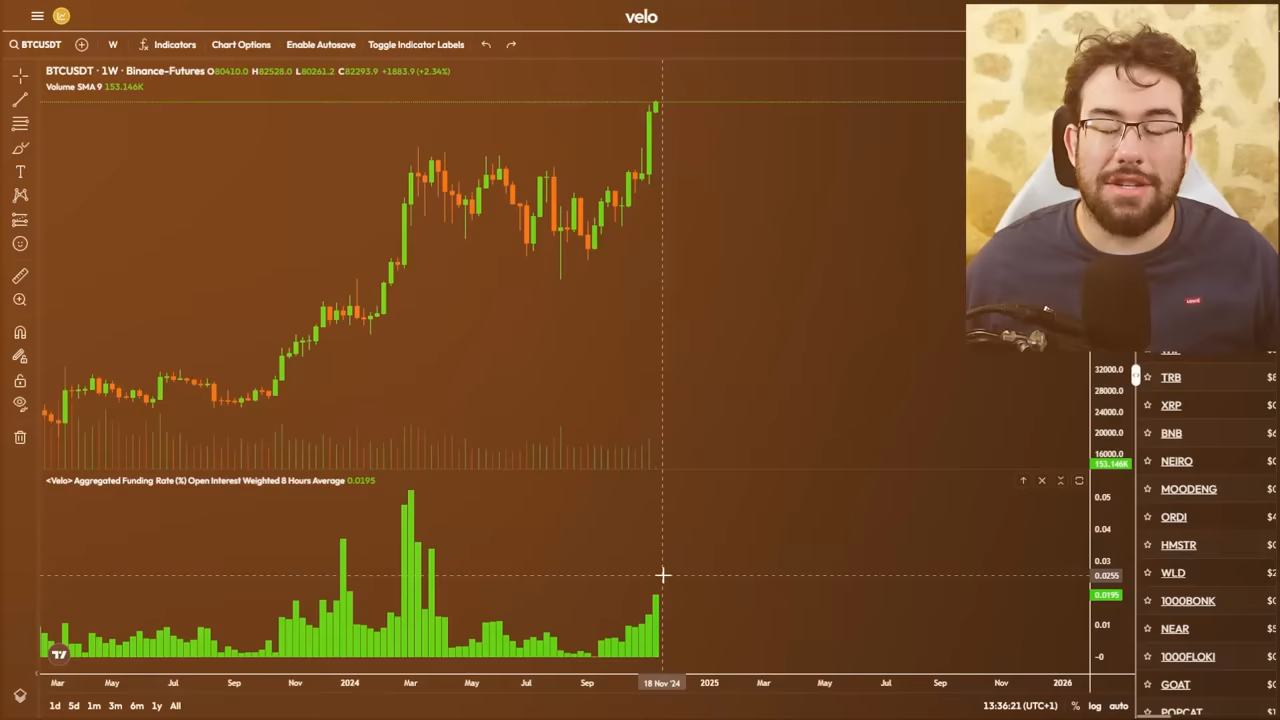 velo
BTCUSDT W Indicators Chart Options Enable Autosave Toggle Indicator Labels
BTCUSDT · 1W · Binance-Futures O80410.0 H82528.0 L80261.2 C82293.9 +1883.9 (+2.34%)
Volume SMA 9 153.146K
32000.0
28000.0
24000.0
20000.0
16000.0
153.146K
<Velo> Aggregated Funding Rate (%) Open Interest Weighted 8 Hours Average 0.0195
0.05
0.04
0.03
0.0255
0.0195
0.01
-0
TRB
XRP
BNB
NEIRO
MOODENG
ORDI
HMSTR
WLD
1000BONK
NEAR
1000FLOKI
GOAT
POPCAT
Mar May Jul Sep Nov 2024 Mar May Jul Sep 18 Nov '24 2025 Mar May Jul Sep Nov 2026
1d 5d 1m 3m 6m 1y All 13:36:21 (UTC+1) % log auto